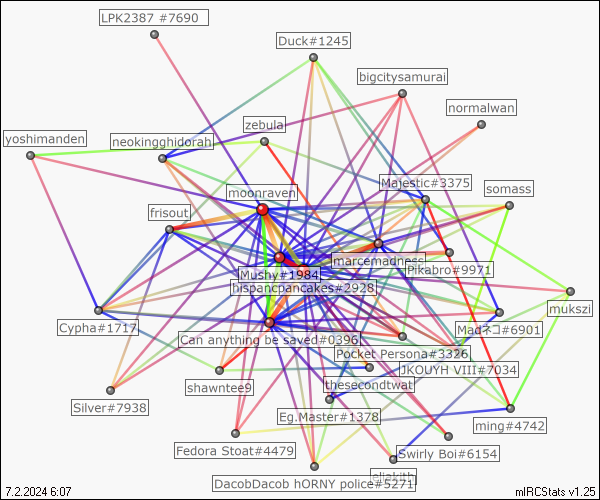 LPK2387 #7690
Duck#1245
bigcitysamurai
normalwan
zebula
yoshimanden
neokingghidorah
Majestic#3375
somass
moonraven
frisout
marcemadness
Pikabro#9971
Mushy#1984
hispancpancakes#2928
mukszi
Cypha#1717
Madネコ#6901
Can anything be saved#0396
Pocket Persona#3326
JKOUYH VIII#7034
shawntee9
thesecondtwat
Silver#7938
Eg.Master#1378
ming#4742
Fedora Stoat#4479
Swirly Boi#6154
eliakith
DacobDacob hORNY police#5271
7.2.2024 6:07
mIRCStats v1.25